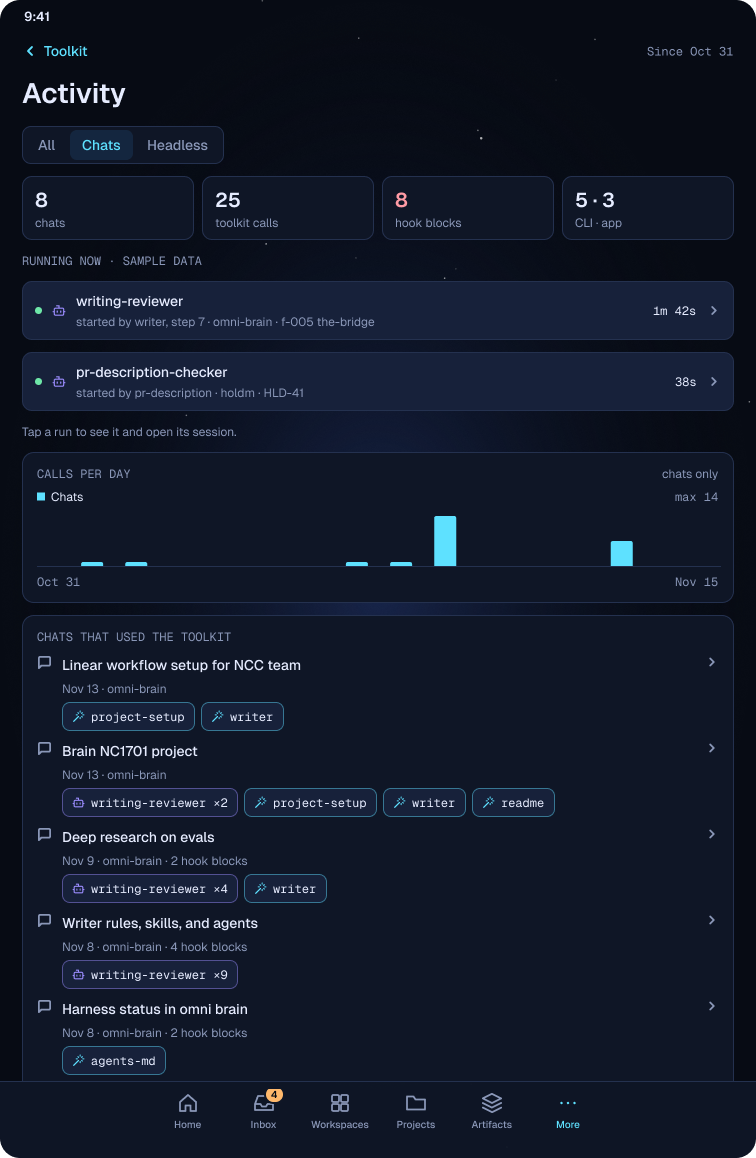 9:41
Toolkit
Since Oct 31
Activity
All
Chats
Headless
8
chats
25
toolkit calls
8
hook blocks
5 · 3
CLI · app
RUNNING NOW · SAMPLE DATA
writing-reviewer
started by writer, step 7 · omni-brain · f-005 the-bridge
1m 42s
pr-description-checker
started by pr-description · holdm · HLD-41
38s
Tap a run to see it and open its session.
CALLS PER DAY
chats only
Chats
max 14
Oct 31
Nov 15
CHATS THAT USED THE TOOLKIT
Linear workflow setup for NCC team
Nov 13 · omni-brain
project-setup
writer
Brain NC1701 project
Nov 13 · omni-brain
writing-reviewer ×2
project-setup
writer
readme
Deep research on evals
Nov 9 · omni-brain · 2 hook blocks
writing-reviewer ×4
writer
Writer rules, skills, and agents
Nov 8 · omni-brain · 4 hook blocks
writing-reviewer ×9
Harness status in omni brain
Nov 8 · omni-brain · 2 hook blocks
agents-md
Home
4
Inbox
Workspaces
Projects
Artifacts
More